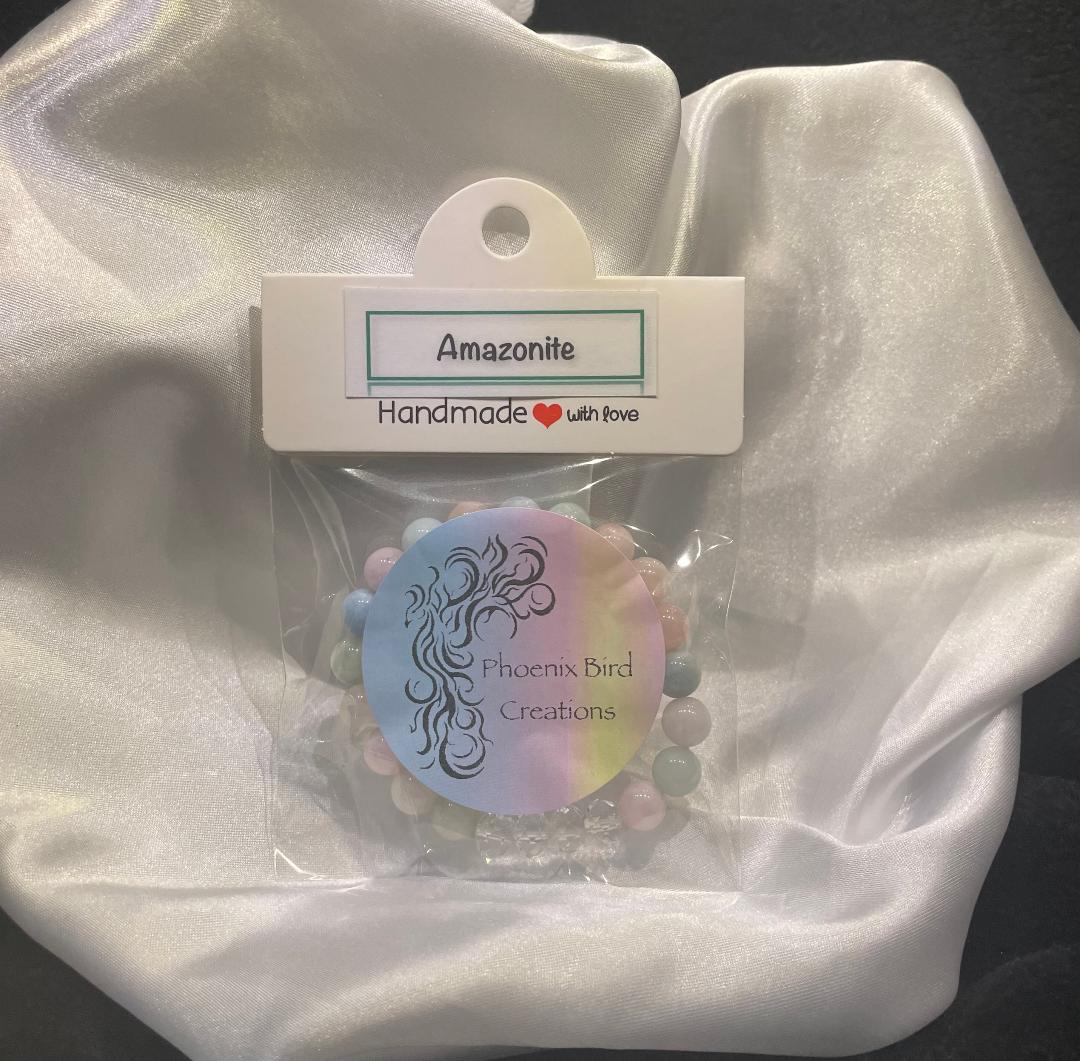 Amazonite
Handmade ❤ with love
Phoenix Bird
Creations